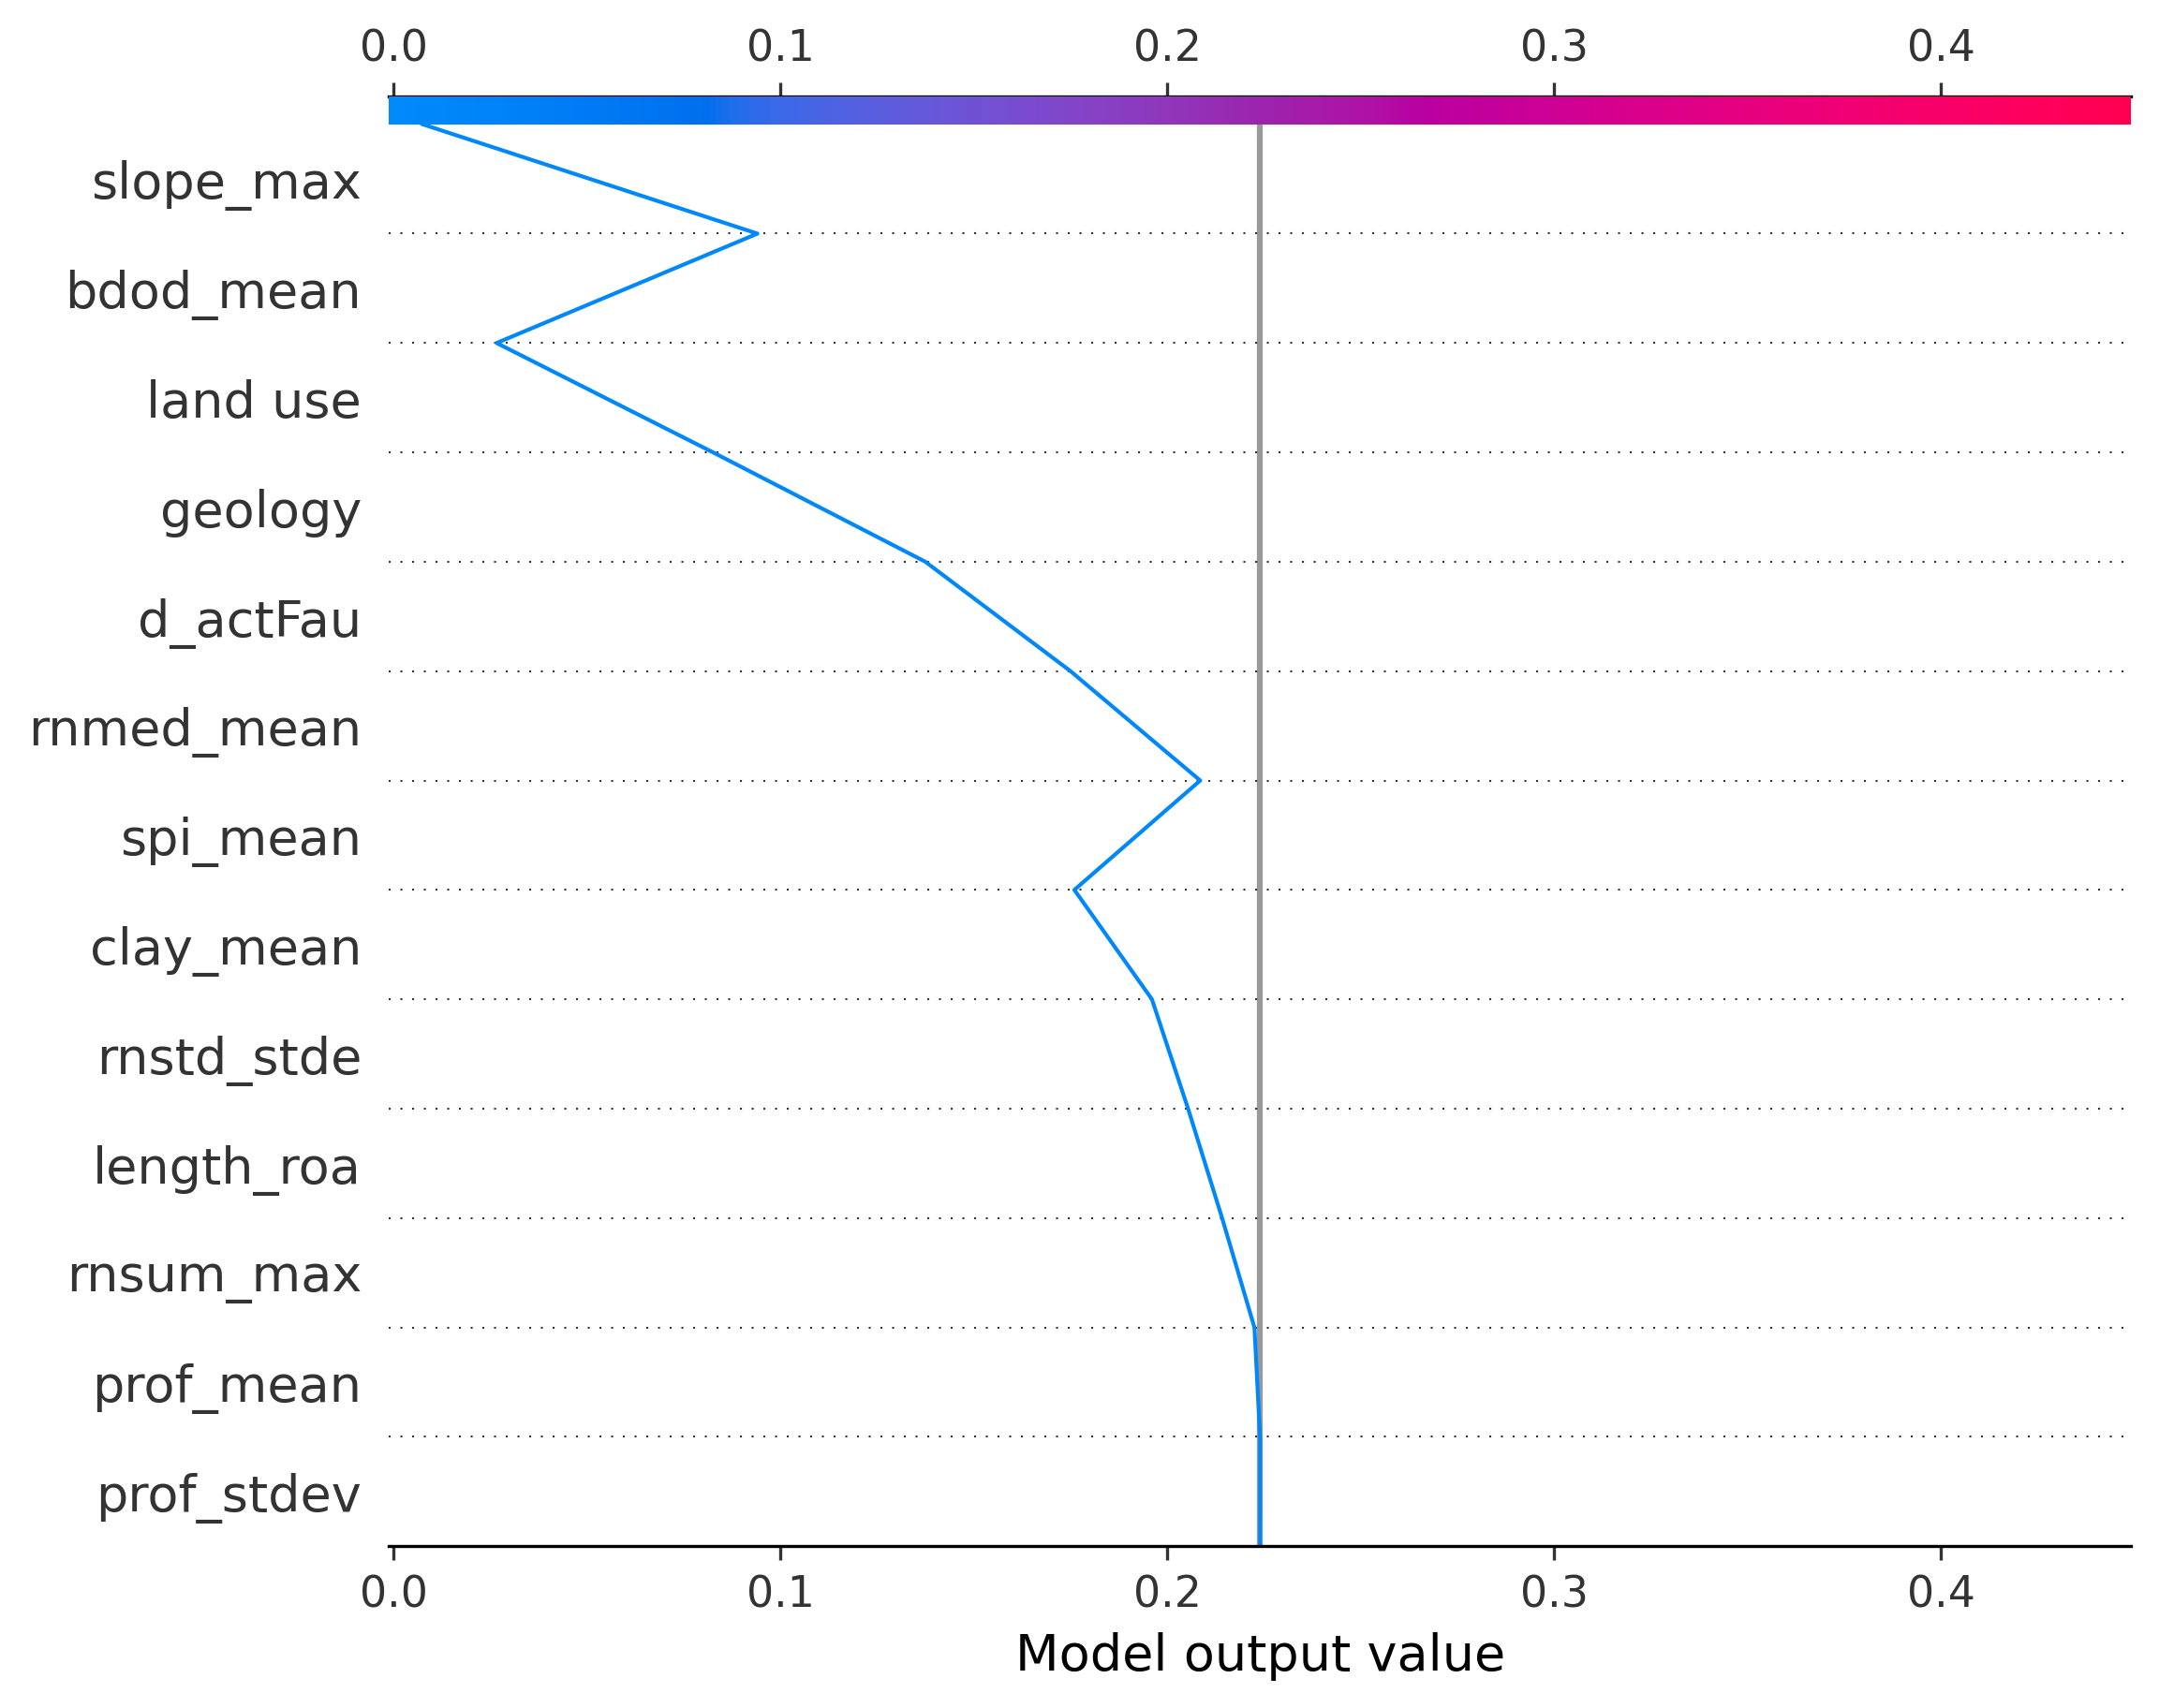 0.0 0.1 0.2 0.3 0.4
slope_max
bdod_mean
land use
geology
d_actFau
rnmed_mean
spi_mean
clay_mean
rnstd_stde
length_roa
rnsum_max
prof_mean
prof_stdev
0.0 0.1 0.2 0.3 0.4
Model output value